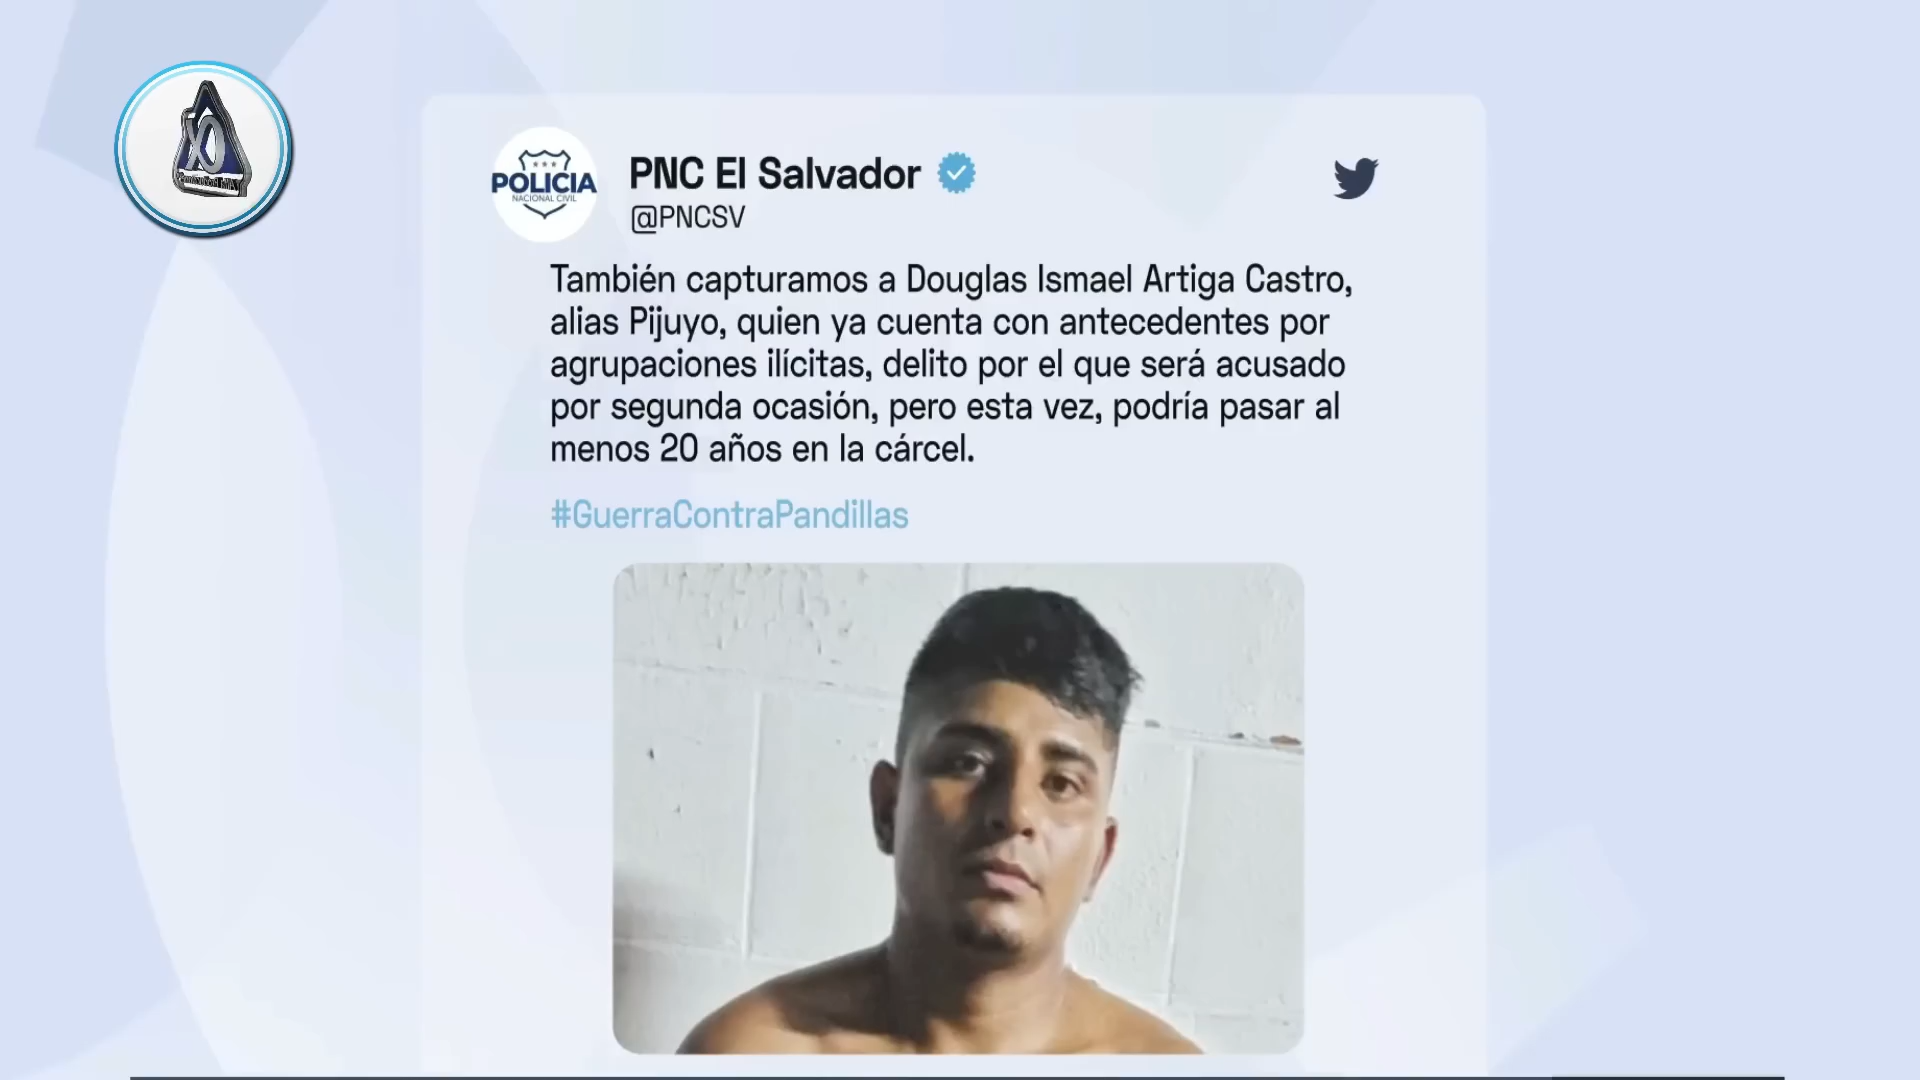 POLICIA
NACIONAL CIVIL
PNC El Salvador
@PNCSV
También capturamos a Douglas Ismael Artiga Castro,
alias Pijuyo, quien ya cuenta con antecedentes por
agrupaciones ilícitas, delito por el que será acusado
por segunda ocasión, pero esta vez, podría pasar al
menos 20 años en la cárcel.
#GuerraContraPandillas